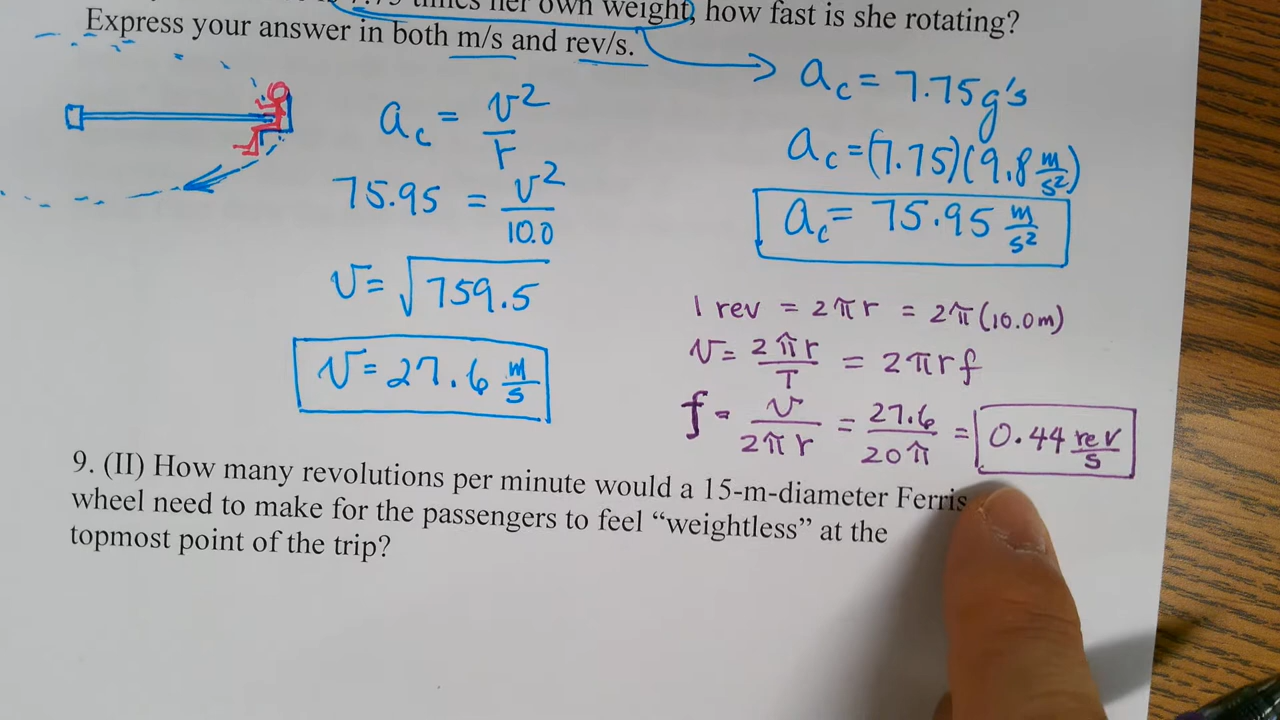 times her own weight, how fast is she rotating?
Express your answer in both m/s and rev/s.
a_c = 7.75 g's
a_c = v²/r
a_c = (7.75)(9.8 m/s²)
75.95 = v²/10.0
a_c = 75.95 m/s²
v = √759.5
1 rev = 2πr = 2π(10.0m)
v = 2πr/T = 2πrf
v = 27.6 m/s
f = v/2πr = 27.6/20π = 0.44 rev/s
9. (II) How many revolutions per minute would a 15-m-diameter Ferris
wheel need to make for the passengers to feel “weightless” at the
topmost point of the trip?